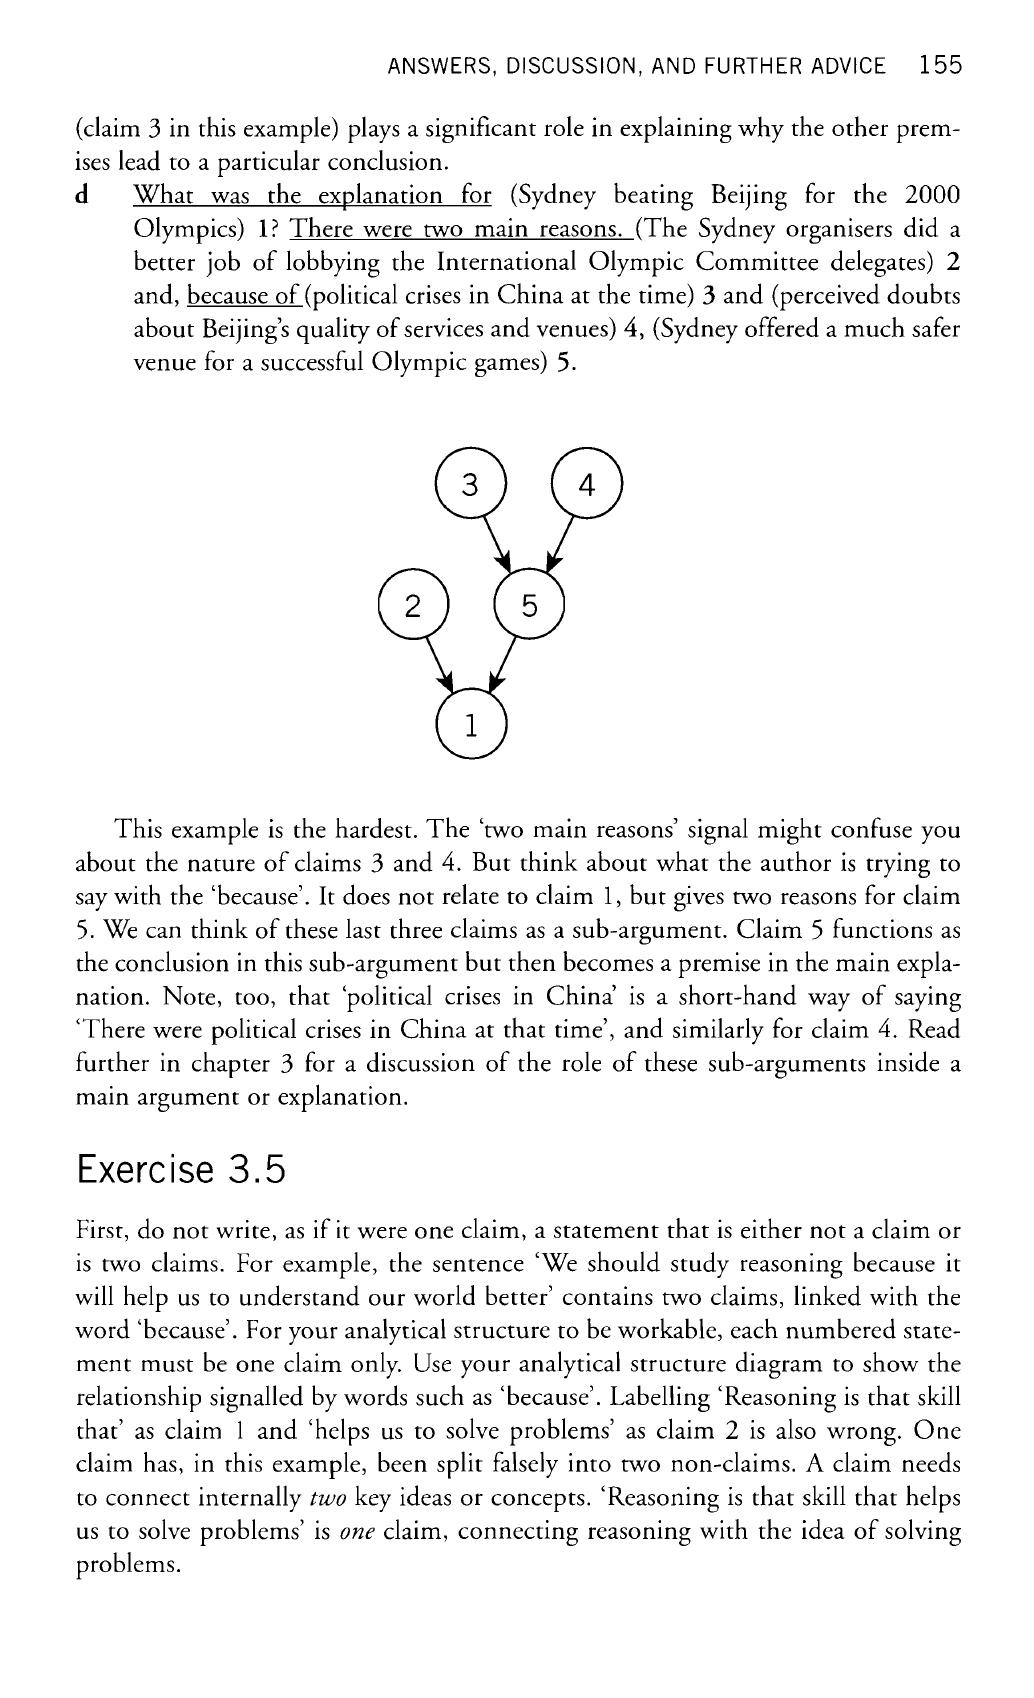 ANSWERS, DISCUSSION, AND FURTHER ADVICE 155
(claim 3 in this example) plays a significant role in explaining why the other prem-
ises lead to a particular conclusion.
d What was the explanation for (Sydney beating Beijing for the 2000
Olympics) 1? There were two main reasons. (The Sydney organisers did a
better job of lobbying the International Olympic Committee delegates) 2
and, because of (political crises in China at the time) 3 and (perceived doubts
about Beijing's quality of services and venues) 4, (Sydney offered a much safer
venue for a successful Olympic games) 5.
3 4
2 5
1
This example is the hardest. The 'two main reasons' signal might confuse you
about the nature of claims 3 and 4. But think about what the author is trying to
say with the 'because'. It does not relate to claim 1, but gives two reasons for claim
5. We can think of these last three claims as a sub-argument. Claim 5 functions as
the conclusion in this sub-argument but then becomes a premise in the main expla-
nation. Note, too, that 'political crises in China' is a short-hand way of saying
'There were political crises in China at that time', and similarly for claim 4. Read
further in chapter 3 for a discussion of the role of these sub-arguments inside a
main argument or explanation.
Exercise 3.5
First, do not write, as if it were one claim, a statement that is either not a claim or
is two claims. For example, the sentence 'We should study reasoning because it
will help us to understand our world better' contains two claims, linked with the
word 'because'. For your analytical structure to be workable, each numbered state-
ment must be one claim only. Use your analytical structure diagram to show the
relationship signalled by words such as 'because'. Labelling 'Reasoning is that skill
that' as claim 1 and 'helps us to solve problems' as claim 2 is also wrong. One
claim has, in this example, been split falsely into two non-claims. A claim needs
to connect internally two key ideas or concepts. 'Reasoning is that skill that helps
us to solve problems' is one claim, connecting reasoning with the idea of solving
problems.